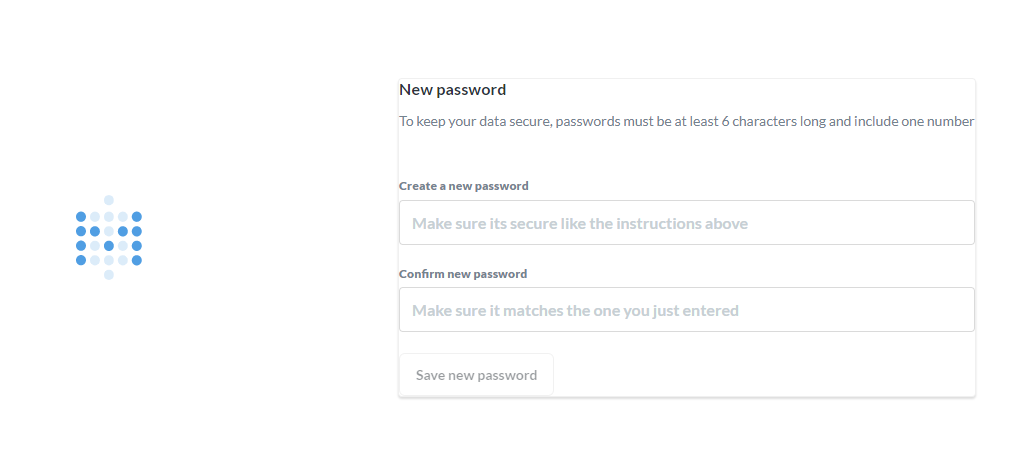 New password
To keep your data secure, passwords must be at least 6 characters long and include one number
Create a new password
Make sure its secure like the instructions above
Confirm new password
Make sure it matches the one you just entered
Save new password